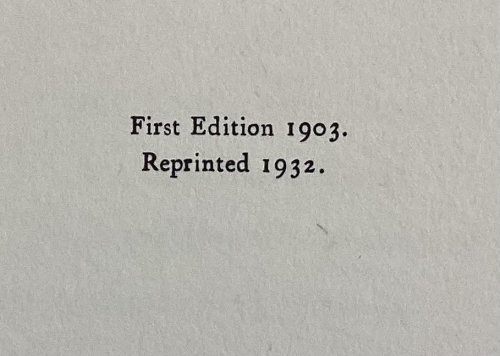 First Edition 1903.
Reprinted 1932.